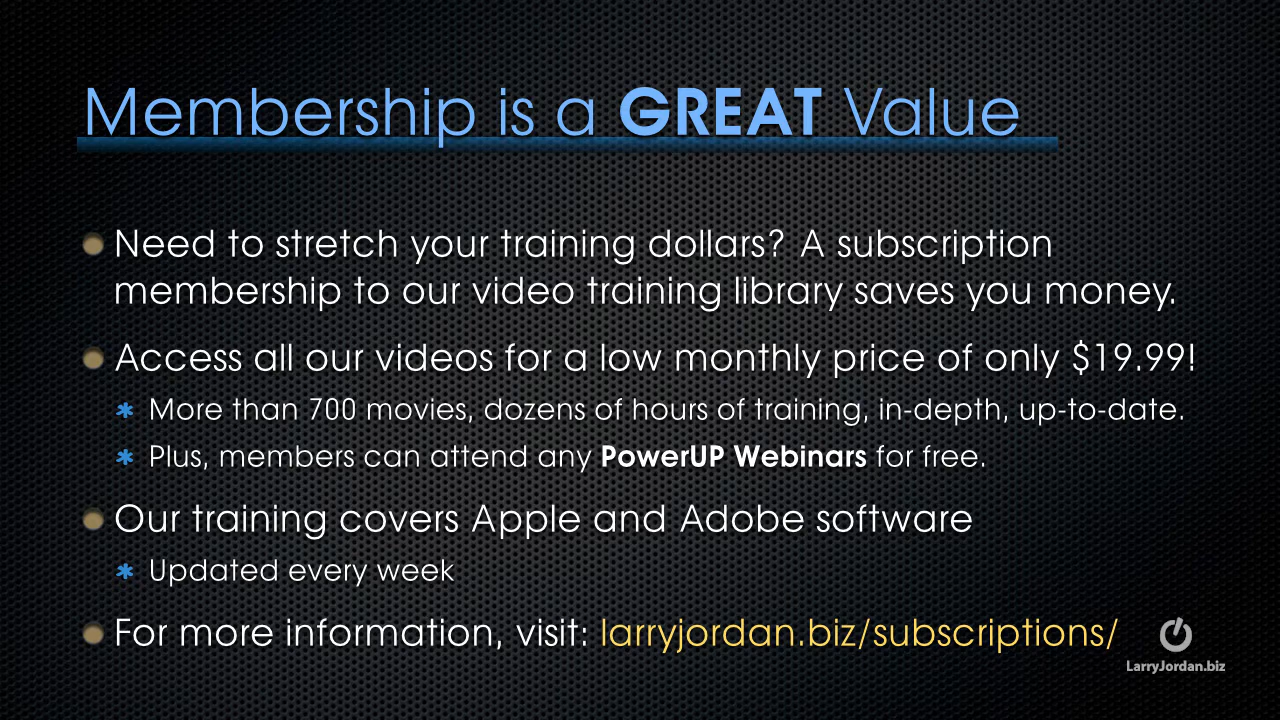 Membership is a GREAT Value
Need to stretch your training dollars? A subscription
membership to our video training library saves you money.
Access all our videos for a low monthly price of only $19.99!
More than 700 movies, dozens of hours of training, in-depth, up-to-date.
Plus, members can attend any PowerUP Webinars for free.
Our training covers Apple and Adobe software
Updated every week
For more information, visit: larryjordan.biz/subscriptions/
LarryJordan.biz